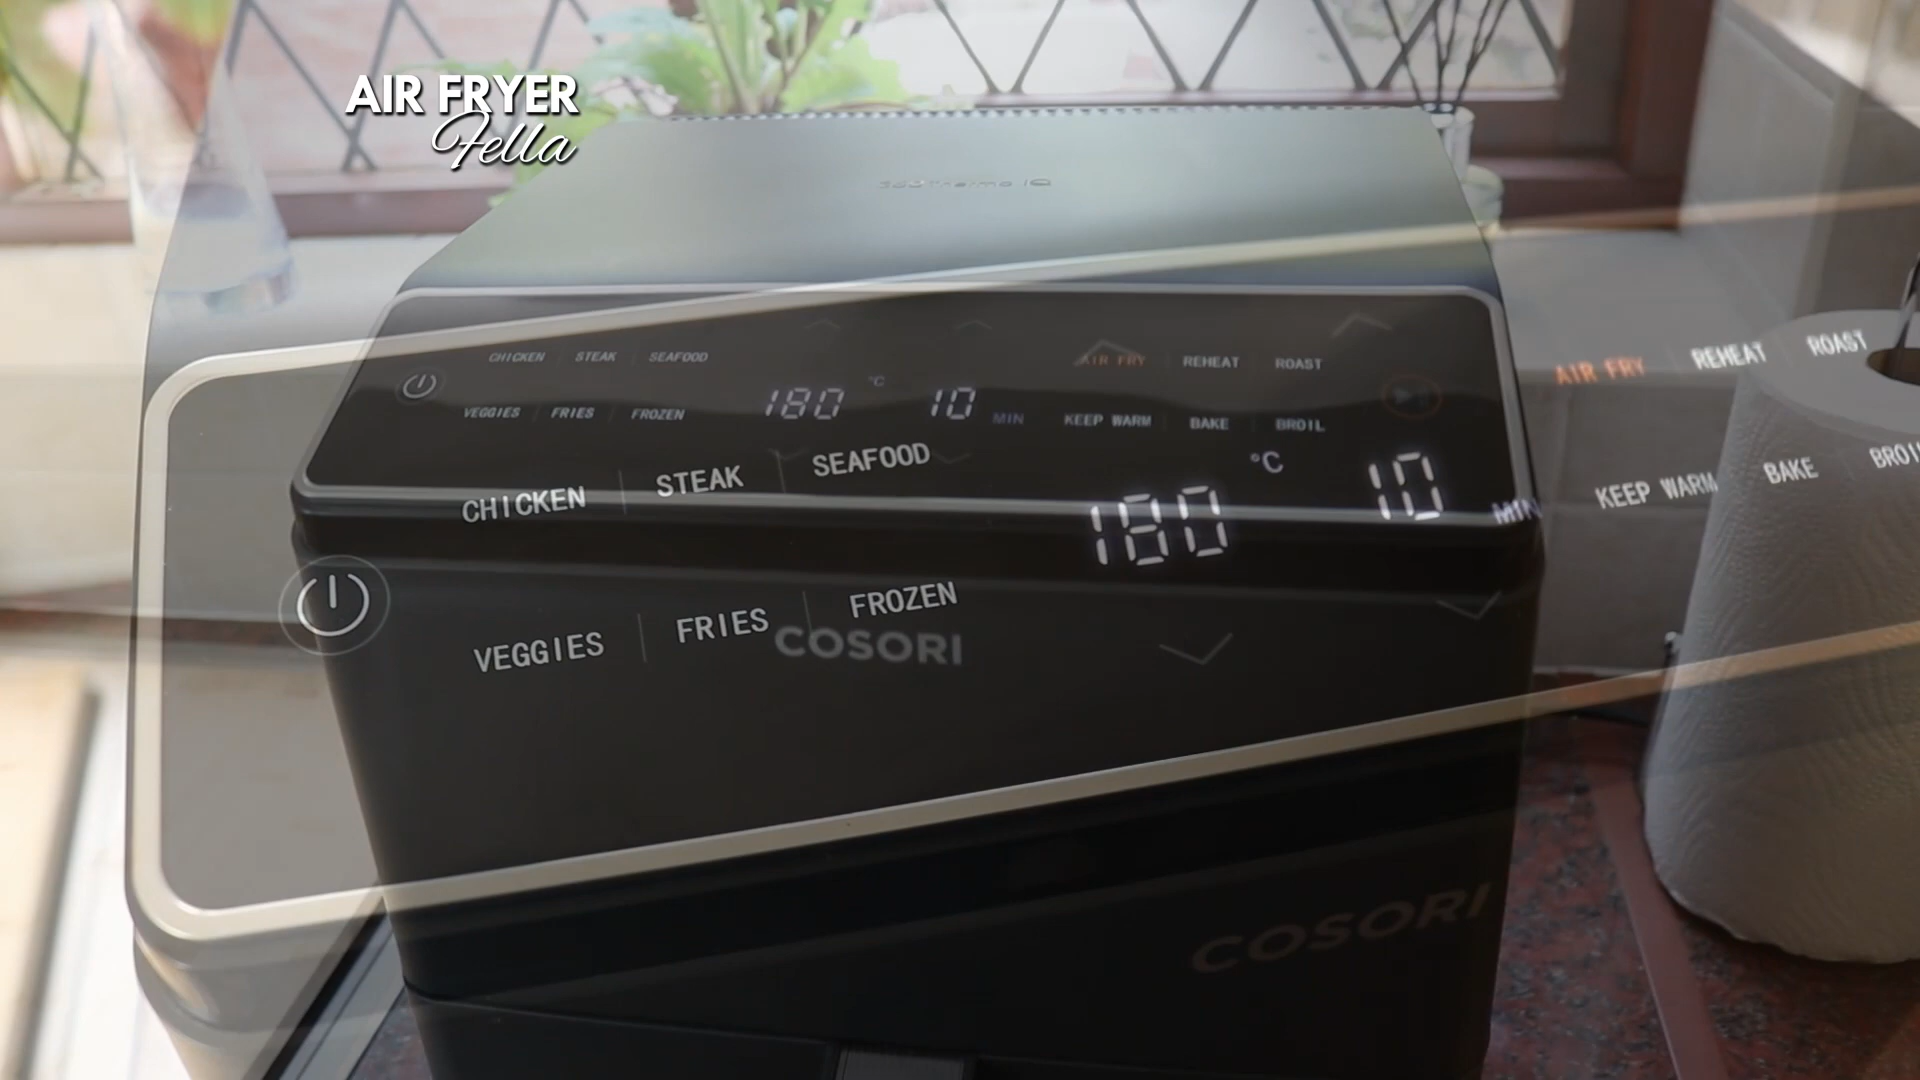 AIR FRYER
Fella
CHICKEN STEAK SEAFOOD AIR FRY REHEAT ROAST
180 °C 10 MIN
VEGGIES FRIES FROZEN KEEP WARM BAKE BROIL
CHICKEN STEAK SEAFOOD AIR FRY REHEAT ROAST
180 °C 10 MIN
VEGGIES FRIES FROZEN KEEP WARM BAKE
COSORI
COSORI